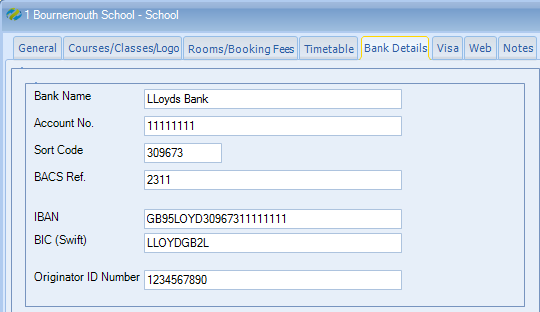 1 Bournemouth School - School
General Courses/Classes/Logo Rooms/Booking Fees Timetable Bank Details Visa Web Notes
Bank Name LLoyds Bank
Account No. 11111111
Sort Code 309673
BACS Ref. 2311
IBAN GB95LOYD30967311111111
BIC (Swift) LLOYDGB2L
Originator ID Number 1234567890